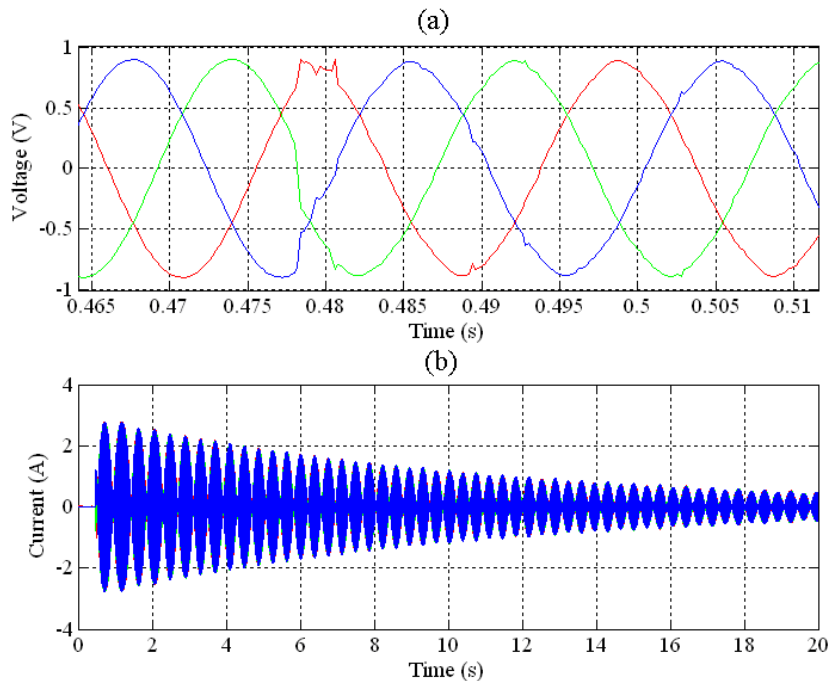 (a)
1
0.5
0
-0.5
-1
Voltage (V)
0.465 0.47 0.475 0.48 0.485 0.49 0.495 0.5 0.505 0.51
Time (s)
(b)
4
2
0
-2
-4
Current (A)
0 2 4 6 8 10 12 14 16 18 20
Time (s)